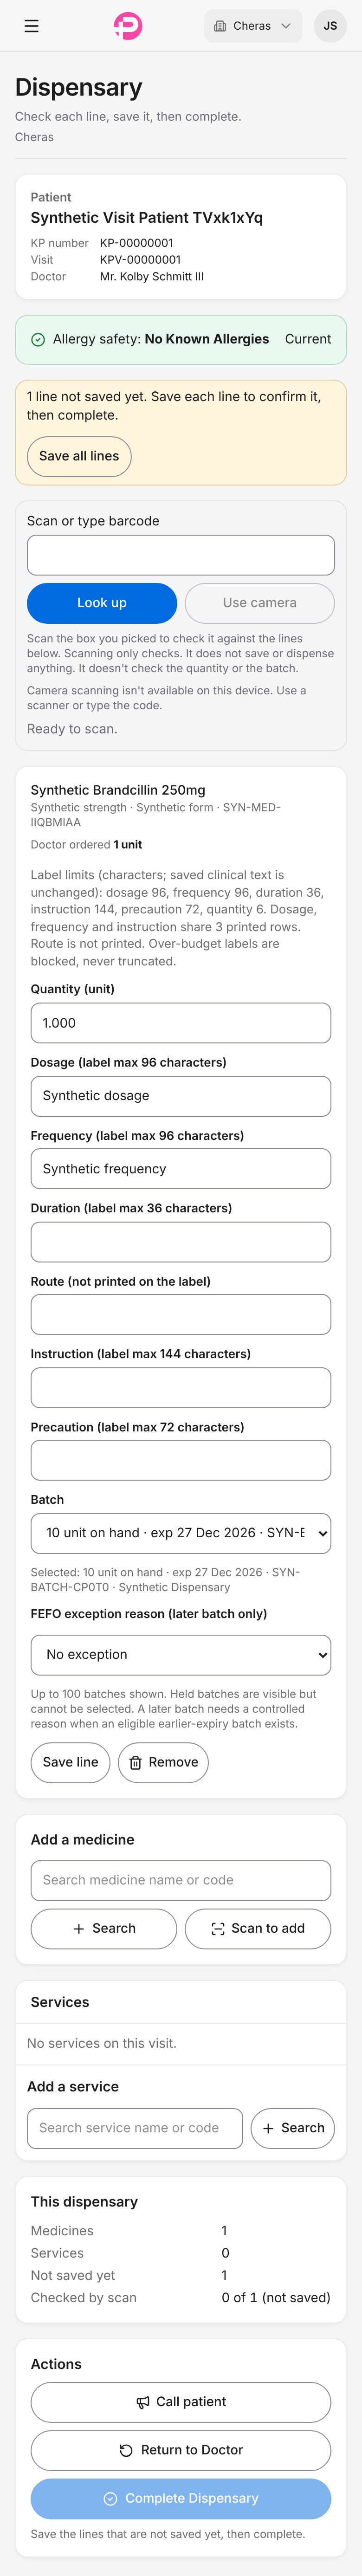 Cheras
JS
Dispensary
Check each line, save it, then complete.
Cheras
Patient
Synthetic Visit Patient TVxk1xYq
KP number KP-00000001
Visit KPV-00000001
Doctor Mr. Kolby Schmitt III
Allergy safety: No Known Allergies Current
1 line not saved yet. Save each line to confirm it,
then complete.
Save all lines
Scan or type barcode
Look up
Use camera
Scan the box you picked to check it against the lines
below. Scanning only checks. It does not save or dispense
anything. It doesn't check the quantity or the batch.
Camera scanning isn't available on this device. Use a
scanner or type the code.
Ready to scan.
Synthetic Brandcillin 250mg
Synthetic strength · Synthetic form · SYN-MED-
IIQBMIAA
Doctor ordered 1 unit
Label limits (characters; saved clinical text is
unchanged): dosage 96, frequency 96, duration 36,
instruction 144, precaution 72, quantity 6. Dosage,
frequency and instruction share 3 printed rows.
Route is not printed. Over-budget labels are
blocked, never truncated.
Quantity (unit)
1.000
Dosage (label max 96 characters)
Synthetic dosage
Frequency (label max 96 characters)
Synthetic frequency
Duration (label max 36 characters)
Route (not printed on the label)
Instruction (label max 144 characters)
Precaution (label max 72 characters)
Batch
10 unit on hand · exp 27 Dec 2026 · SYN-E
Selected: 10 unit on hand · exp 27 Dec 2026 · SYN-
BATCH-CP0T0 · Synthetic Dispensary
FEFO exception reason (later batch only)
No exception
Up to 100 batches shown. Held batches are visible but
cannot be selected. A later batch needs a controlled
reason when an eligible earlier-expiry batch exists.
Save line
Remove
Add a medicine
Search medicine name or code
Search
Scan to add
Services
No services on this visit.
Add a service
Search service name or code
Search
This dispensary
Medicines 1
Services 0
Not saved yet 1
Checked by scan 0 of 1 (not saved)
Actions
Call patient
Return to Doctor
Complete Dispensary
Save the lines that are not saved yet, then complete.